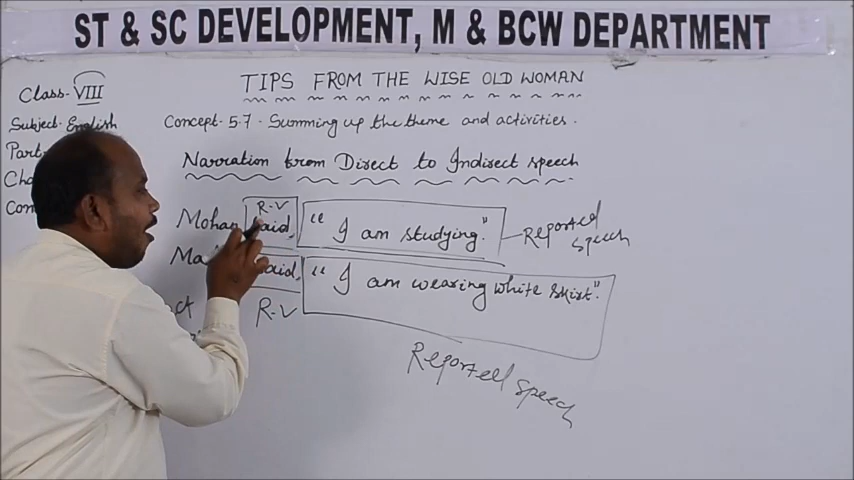 ST & SC DEVELOPMENT, M & BCW DEPARTMENT
TIPS FROM THE WISE OLD WOMAN
Class-VIII
Subject-English
Concept-5.7. Summing up the theme and activities.
Part
Narration from Direct to Indirect speech
R-V
Mohan said, "I am studying."
Reported speech
said, "I am wearing white skirt".
R-V
Reported speech